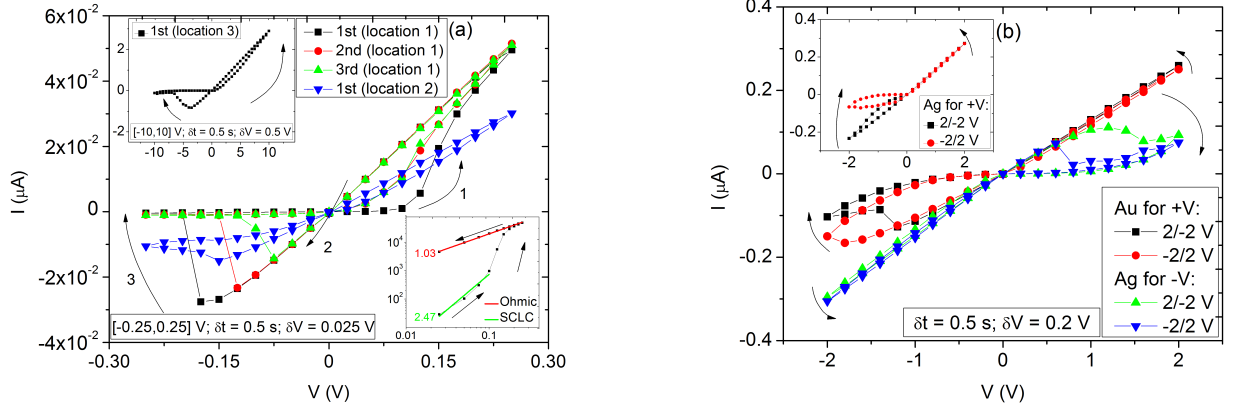 1st (location 3)
2
0
-2
-10 -5 0 5 10
[-10,10] V; δt = 0.5 s; δV = 0.5 V
(a)
1st (location 1)
2nd (location 1)
3rd (location 1)
1st (location 2)
6x10⁻²
4x10⁻²
2x10⁻²
0
-2x10⁻²
-4x10⁻²
I (μA)
1
2
3
10⁴
10³
10²
1.03
2.47
Ohmic
SCLC
0.01 0.1
[-0.25,0.25] V; δt = 0.5 s; δV = 0.025 V
-0.30 -0.15 0 0.15 0.30
V (V)
(b)
0.4
0.2
0.0
-0.2
-0.4
I (μA)
0.4
0.2
0.0
-0.2
-2 0 2
Ag for +V:
2/-2 V
-2/2 V
Au for +V:
2/-2 V
-2/2 V
Ag for -V:
2/-2 V
-2/2 V
δt = 0.5 s; δV = 0.2 V
-2 -1 0 1 2
V (V)